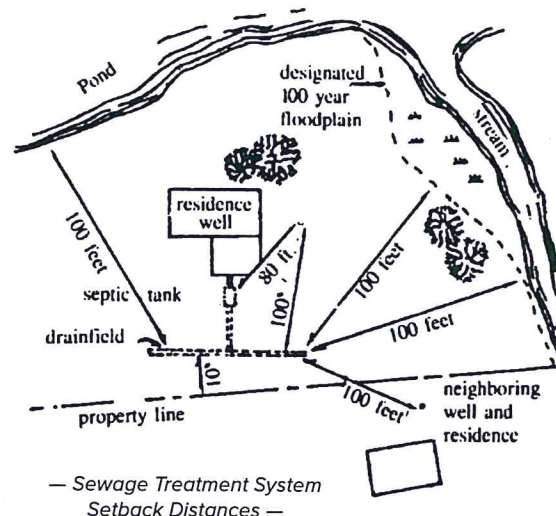 Pond
designated
100 year
floodplain
stream
residence
well
100 feet
80 ft.
100"
100 feet
septic tank
100 feet
drainfield
10"
100 feet'
neighboring
well and
residence
property line
— Sewage Treatment System
Setback Distances —